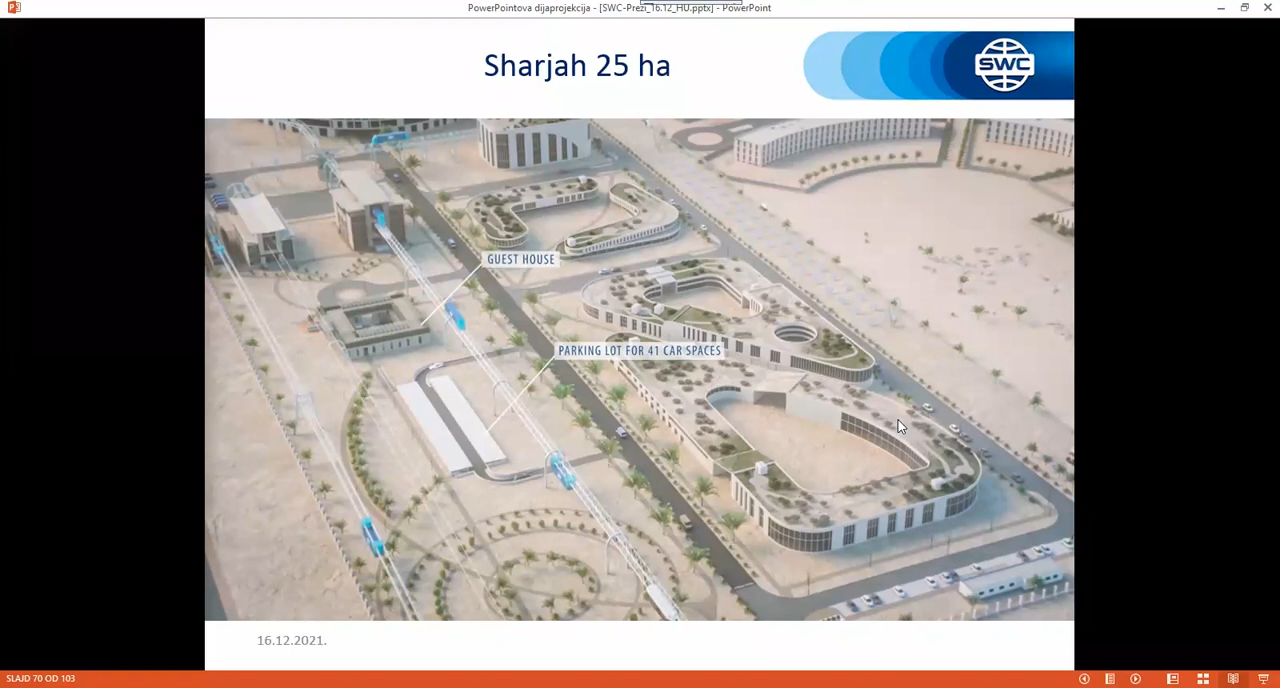 PowerPointova dijaprojekcija - [SWC-Prezi_16.12_HU.pptx] - PowerPoint
Sharjah 25 ha
SWC
GUEST HOUSE
PARKING LOT FOR 41 CAR SPACES
16.12.2021.
SLAJD 70 OD 103